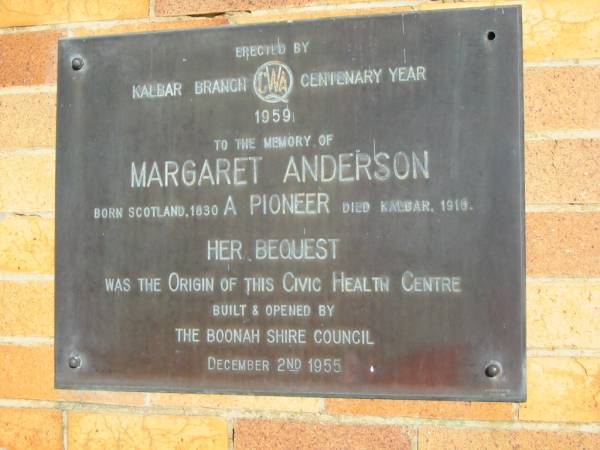 ERECTED BY
KALBAR BRANCH CWA CENTENARY YEAR
1959
TO THE MEMORY OF
MARGARET ANDERSON
BORN SCOTLAND, 1830 A PIONEER DIED KALBAR, 1910.
HER BEQUEST
WAS THE ORIGIN OF THIS CIVIC HEALTH CENTRE
BUILT & OPENED BY
THE BOONAH SHIRE COUNCIL
DECEMBER 2ND 1955